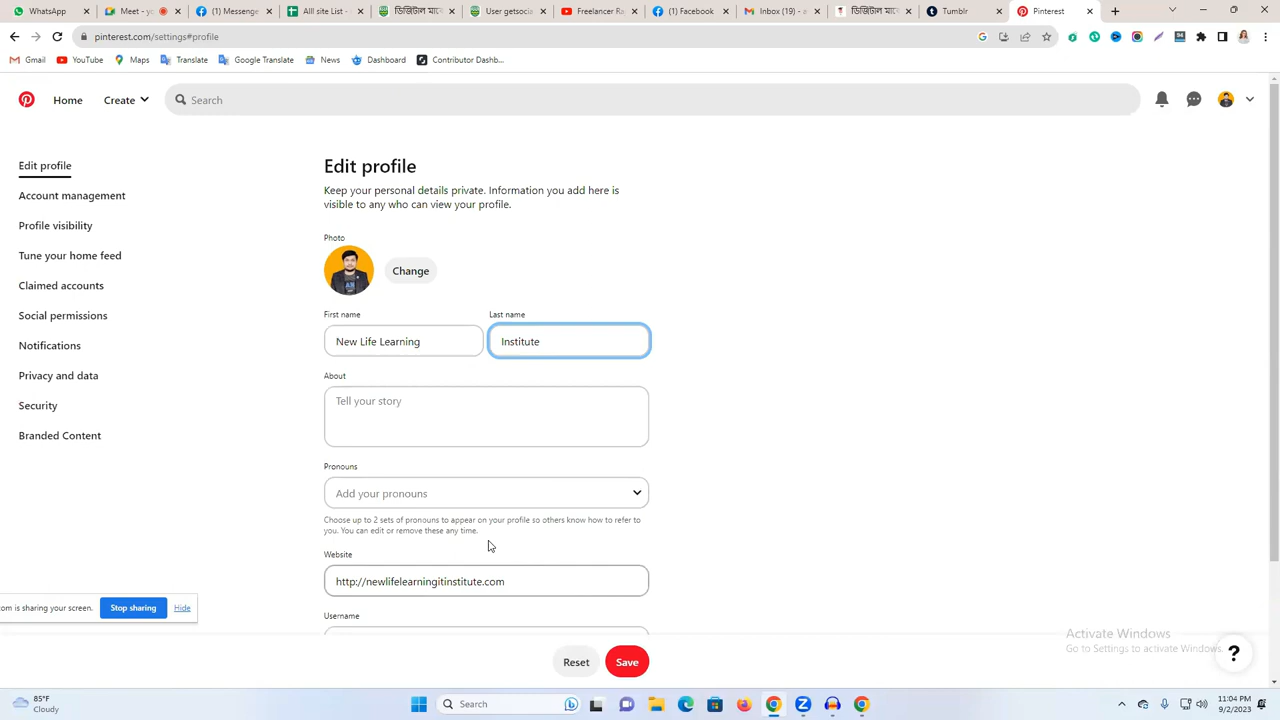 WhatsApp
Meet - yo
(1) Messenge
All site List -
ডিজিটাল মার্কে
User getsocia
Freelancer Ra
(1) Facebook
Inbox (19) - a
ডিজিটাল মার্কে
Tumblr
Pinterest
pinterest.com/settings#profile
Gmail
YouTube
Maps
Translate
Google Translate
News
Dashboard
Contributor Dashb...
Home
Create
Search
Edit profile
Account management
Profile visibility
Tune your home feed
Claimed accounts
Social permissions
Notifications
Privacy and data
Security
Branded Content
Edit profile
Keep your personal details private. Information you add here is
visible to any who can view your profile.
Photo
Change
First name
Last name
New Life Learning
Institute
About
Tell your story
Pronouns
Add your pronouns
Choose up to 2 sets of pronouns to appear on your profile so others know how to refer to
you. You can edit or remove these any time.
Website
http://newlifelearningitinstitute.com
Username
om is sharing your screen.
Stop sharing
Hide
Reset
Save
Activate Windows
Go to Settings to activate Windows.
?
85°F
Cloudy
Search
11:04 PM
9/2/2023